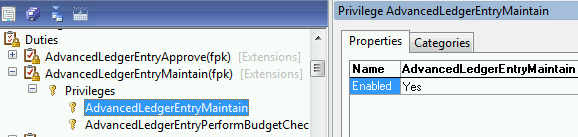 Duties
AdvancedLedgerEntryApprove(fpk) [Extensions]
AdvancedLedgerEntryMaintain(fpk) [Extensions]
Privileges
AdvancedLedgerEntryMaintain
AdvancedLedgerEntryPerformBudgetChec
Privilege AdvancedLedgerEntryMaintain
Properties Categories
Name AdvancedLedgerEntryMaintain
Enabled Yes